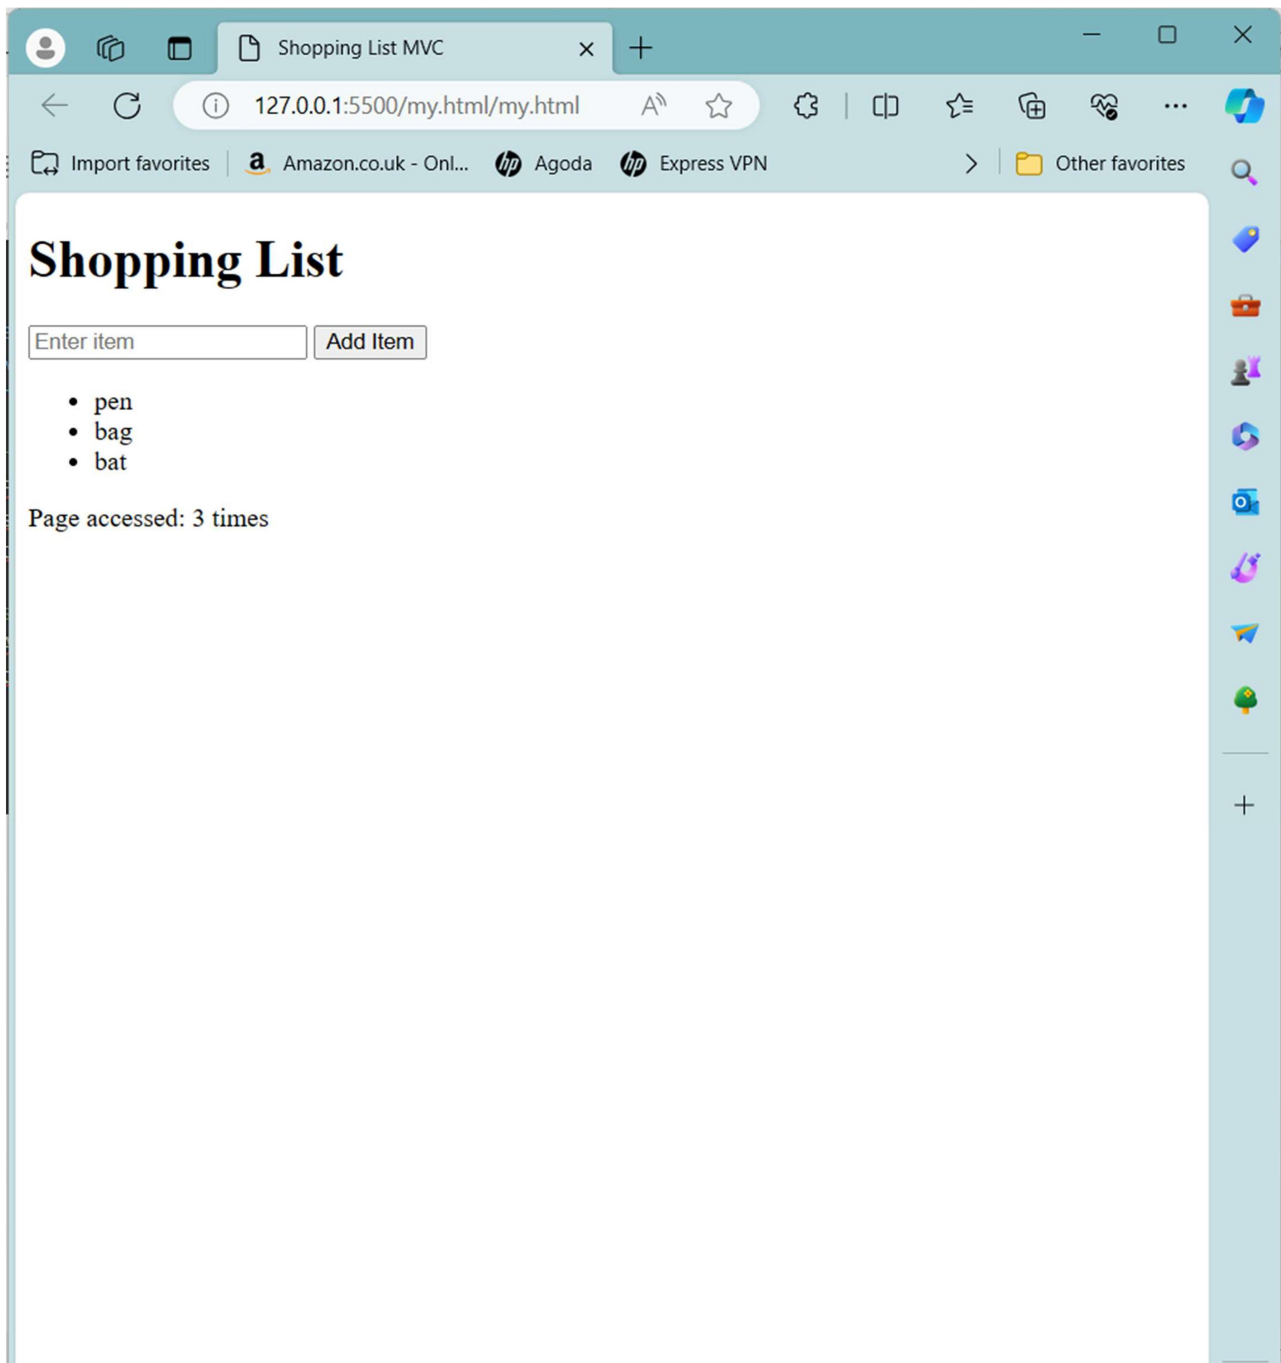 Shopping List MVC
127.0.0.1:5500/my.html/my.html
Import favorites Amazon.co.uk - Onl... Agoda Express VPN Other favorites
Shopping List
Enter item Add Item
• pen
• bag
• bat
Page accessed: 3 times